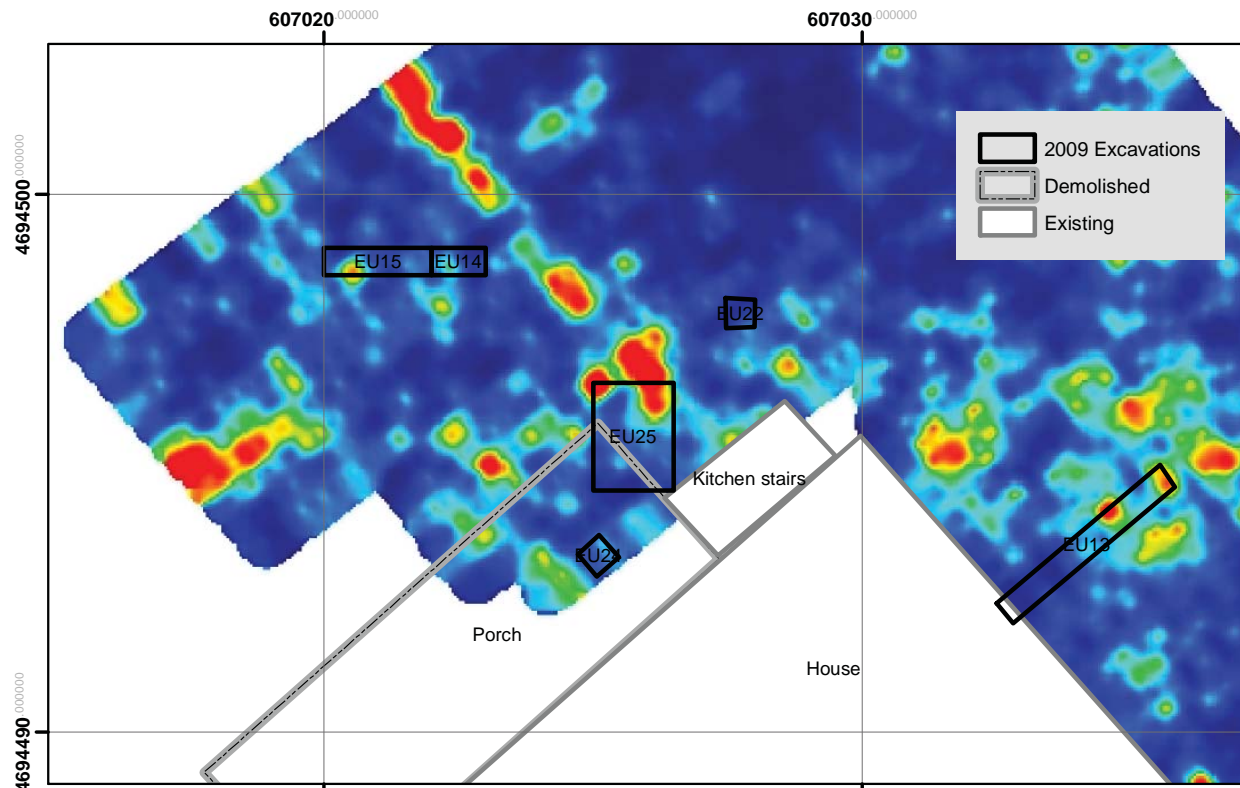 607020.000000 607030.000000
2009 Excavations
Demolished
Existing
4694500.000000
EU15 EU14
EU22
EU25
Kitchen stairs
EU24
EU13
Porch
House
4694490.000000